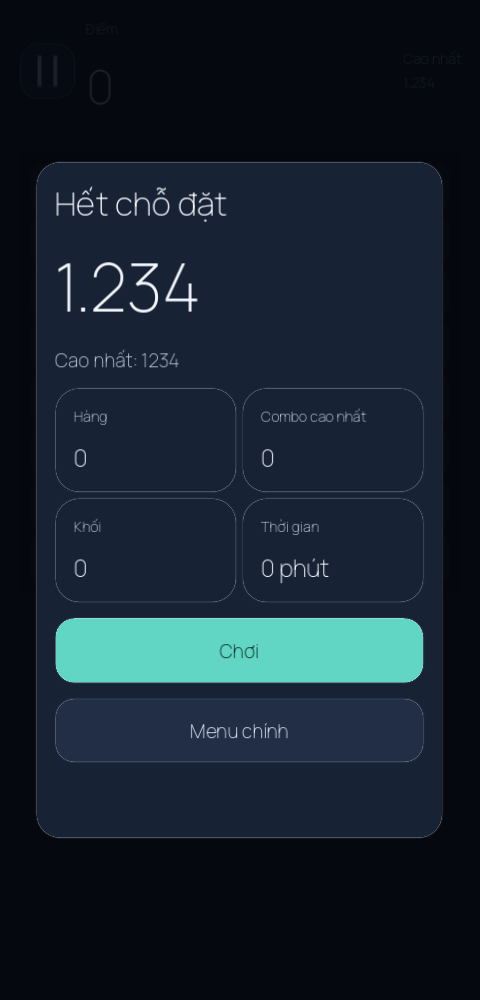 Điểm
0
Cao nhất
1.234
Hết chỗ đặt
1.234
Cao nhất: 1234
Hàng
0
Combo cao nhất
0
Khối
0
Thời gian
0 phút
Chơi
Menu chính